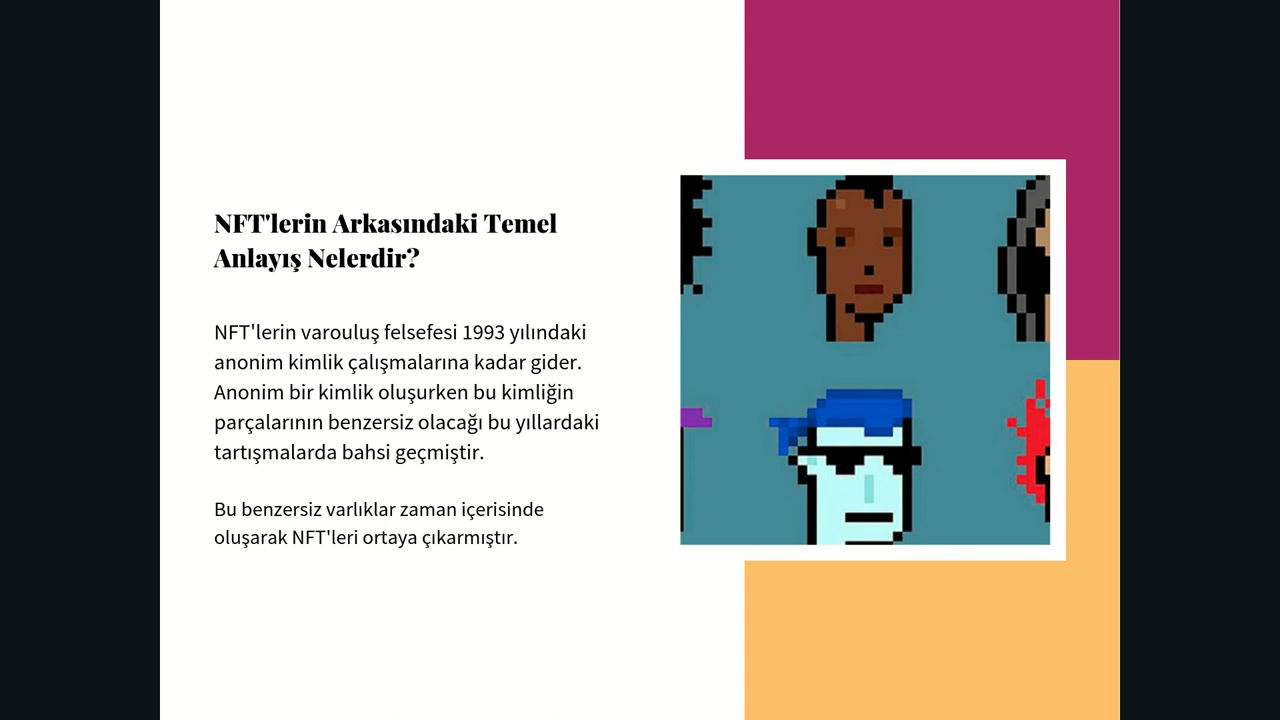 NFT'lerin Arkasındaki Temel
Anlayış Nelerdir?
NFT'lerin varouluş felsefesi 1993 yılındaki
anonim kimlik çalışmalarına kadar gider.
Anonim bir kimlik oluşurken bu kimliğin
parçalarının benzersiz olacağı bu yıllardaki
tartışmalarda bahsi geçmiştir.
Bu benzersiz varlıklar zaman içerisinde
oluşarak NFT'leri ortaya çıkarmıştır.